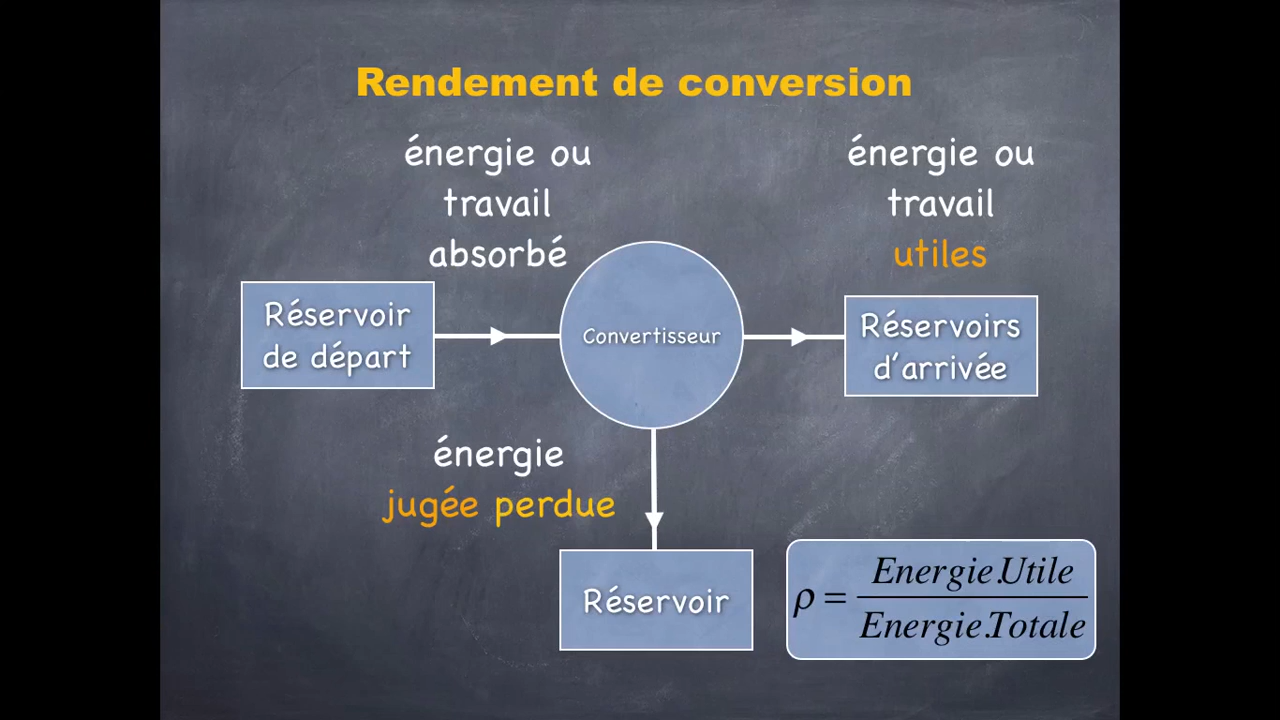 Rendement de conversion
énergie ou
travail
absorbé
énergie ou
travail
utiles
Réservoir
de départ
Convertisseur
Réservoirs
d'arrivée
énergie
jugée perdue
Réservoir
ρ = Energie.Utile
Energie.Totale